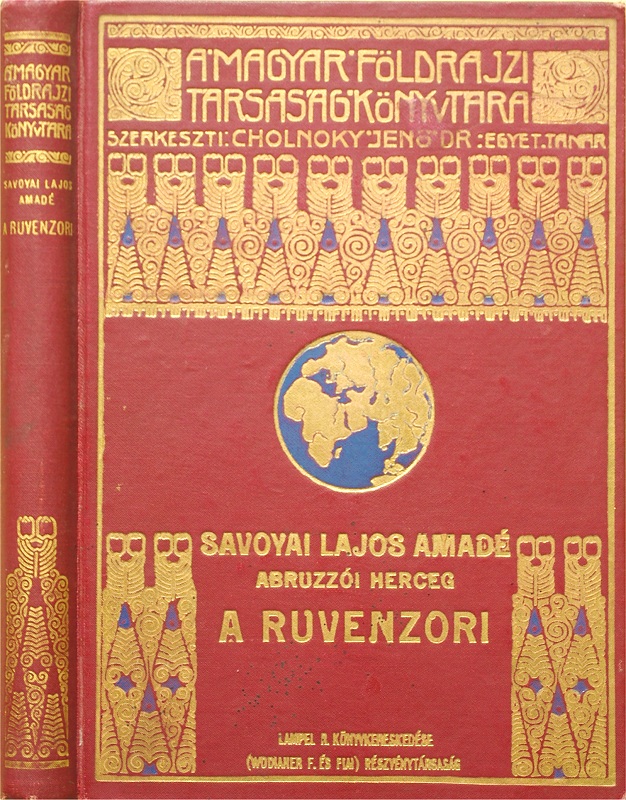 A MAGYAR
FÖLDRAJZI
TÁRSASÁG
KÖNYVTÁRA
SAVOYAI LAJOS
AMADÉ
A RUVENZORI
A MAGYAR FÖLDRAJZI
TÁRSASÁG KÖNYVTÁRA
SZERKESZTI: CHOLNOKY JENŐ DR. EGYET. TANÁR
SAVOYAI LAJOS AMADÉ
ABRUZZÓI HERCEG
A RUVENZORI
LAMPEL R. KÖNYVKERESKEDÉSE
(WODIANER F. ÉS FIAI) RÉSZVÉNYTÁRSASÁG